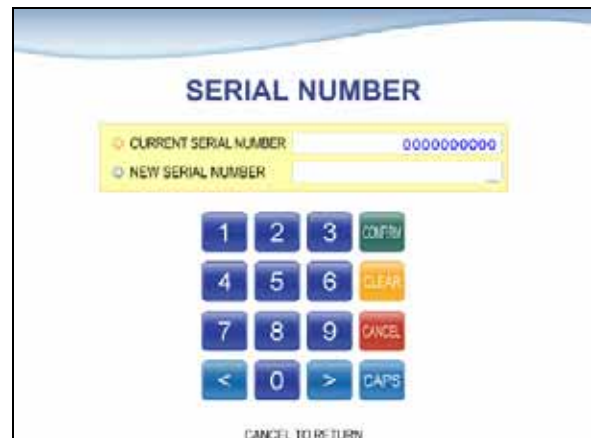 SERIAL NUMBER
CURRENT SERIAL NUMBER 0000000000
NEW SERIAL NUMBER __
1 2 3 CONFIRM
4 5 6 CLEAR
7 8 9 CANCEL
< 0 > CAPS
CANCEL TO RETURN